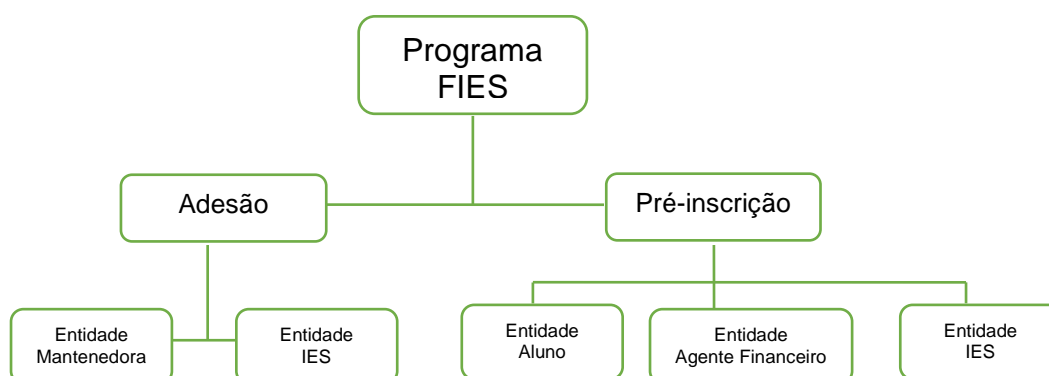 Programa
FIES
Adesão
Pré-inscrição
Entidade
Mantenedora
Entidade
IES
Entidade
Aluno
Entidade
Agente Financeiro
Entidade
IES